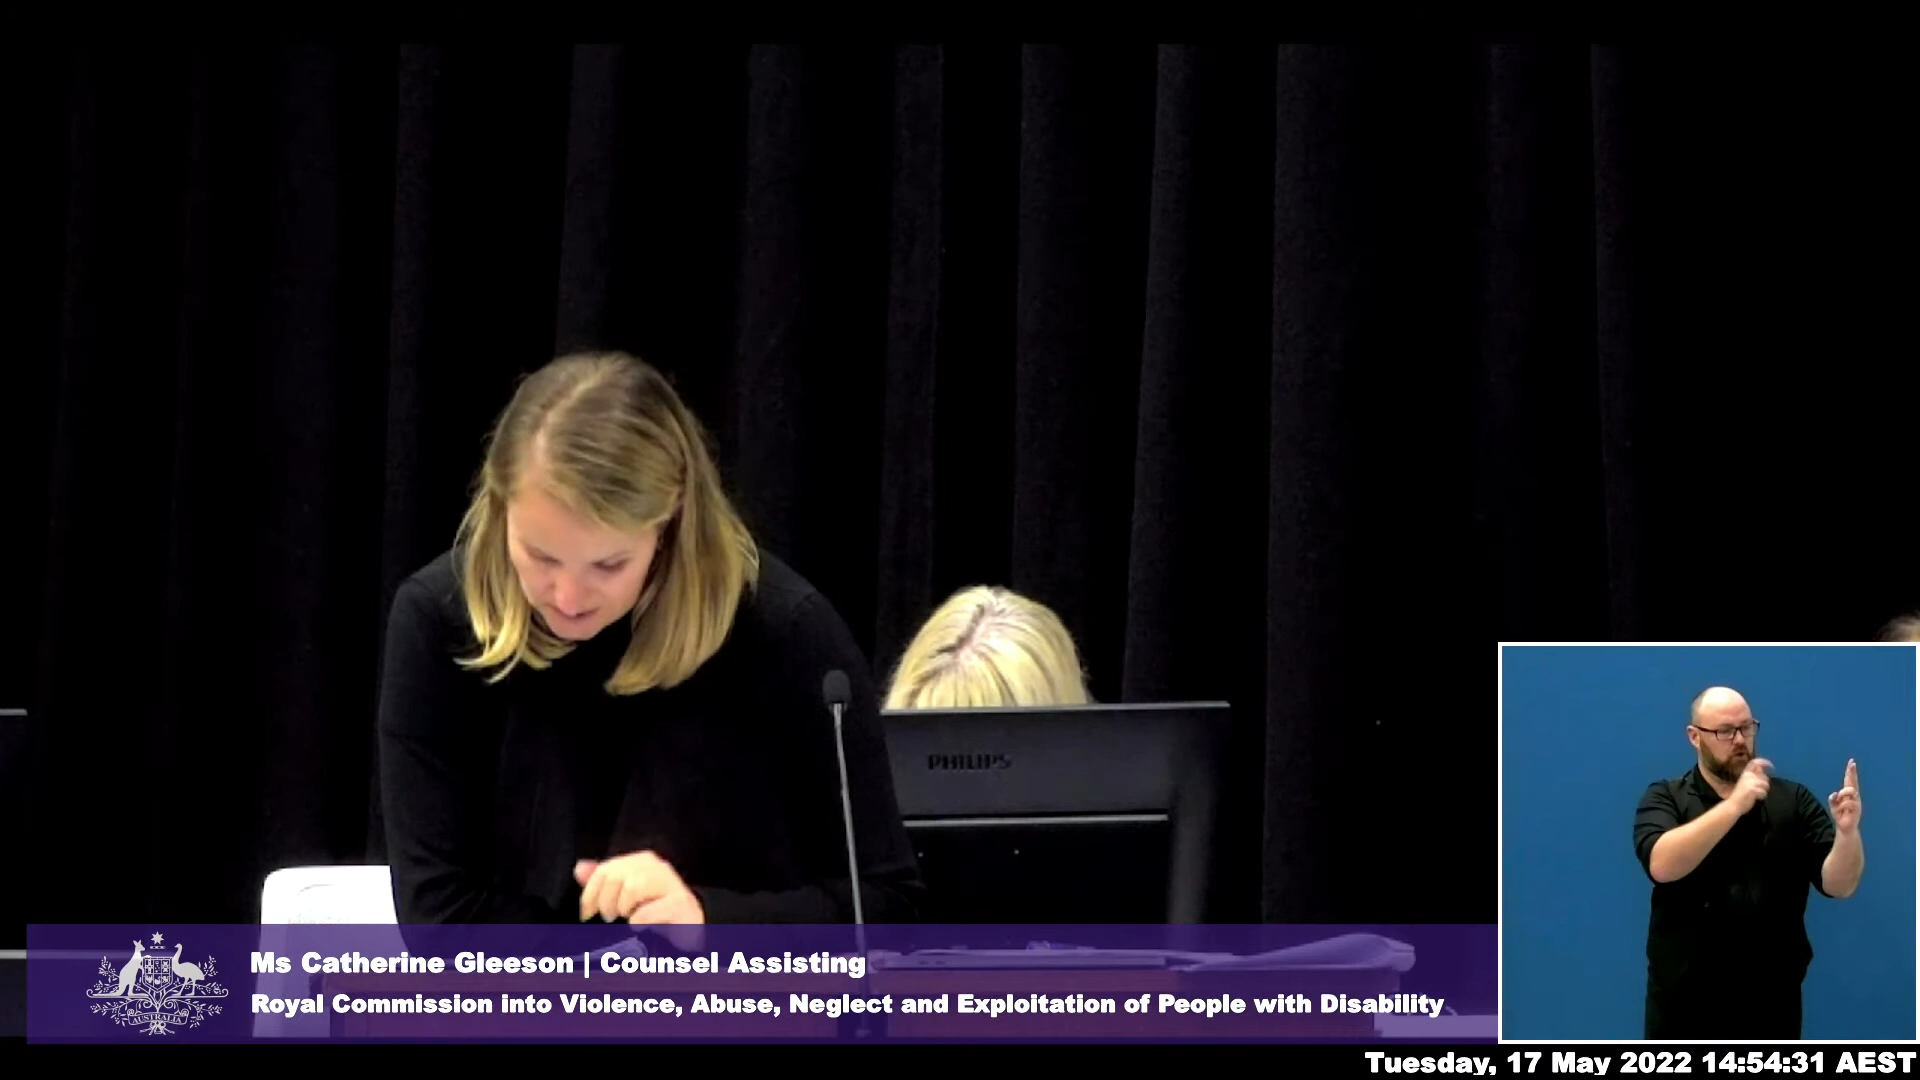 PHILIPS
Ms Catherine Gleeson | Counsel Assisting
Royal Commission into Violence, Abuse, Neglect and Exploitation of People with Disability
AUSTRALIA
Tuesday, 17 May 2022 14:54:31 AEST